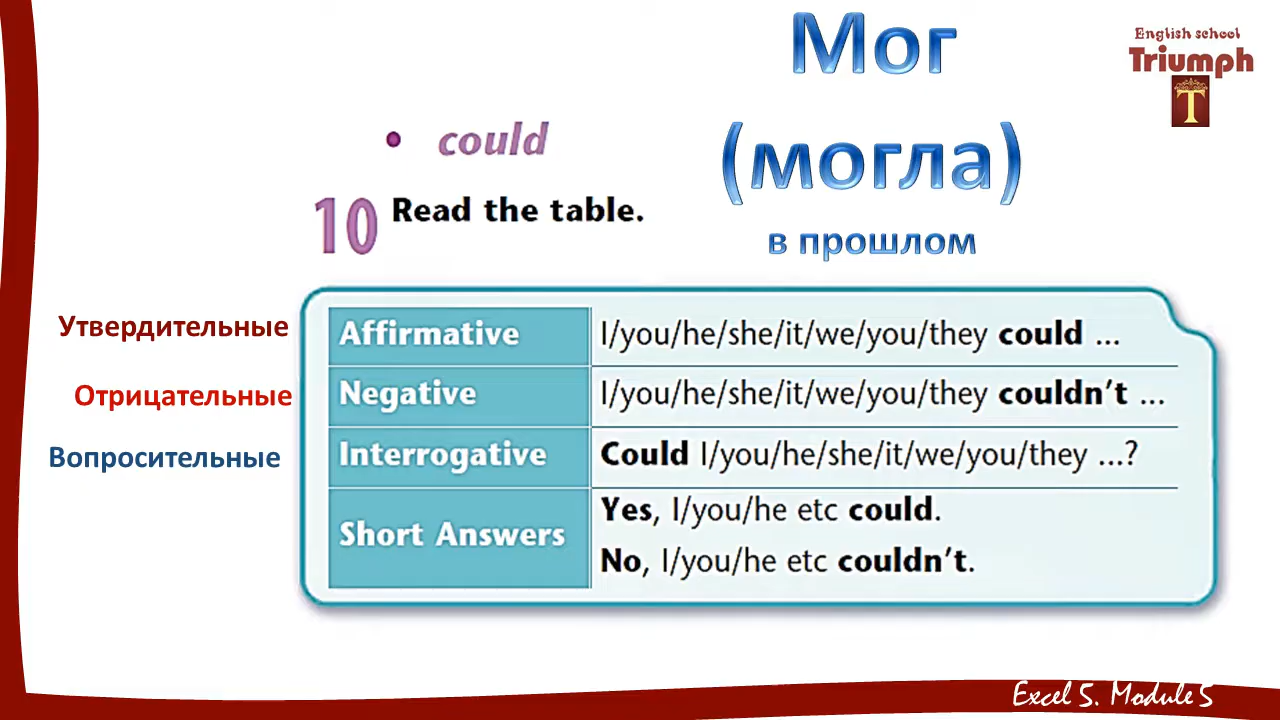 Мог
(могла)
в прошлом
English school
Triumph
T
• could
10 Read the table.
Утвердительные
Affirmative I/you/he/she/it/we/you/they could ...
Отрицательные
Negative I/you/he/she/it/we/you/they couldn't ...
Вопросительные
Interrogative Could I/you/he/she/it/we/you/they ...?
Short Answers
Yes, I/you/he etc could.
No, I/you/he etc couldn't.
Excel 5. Module 5